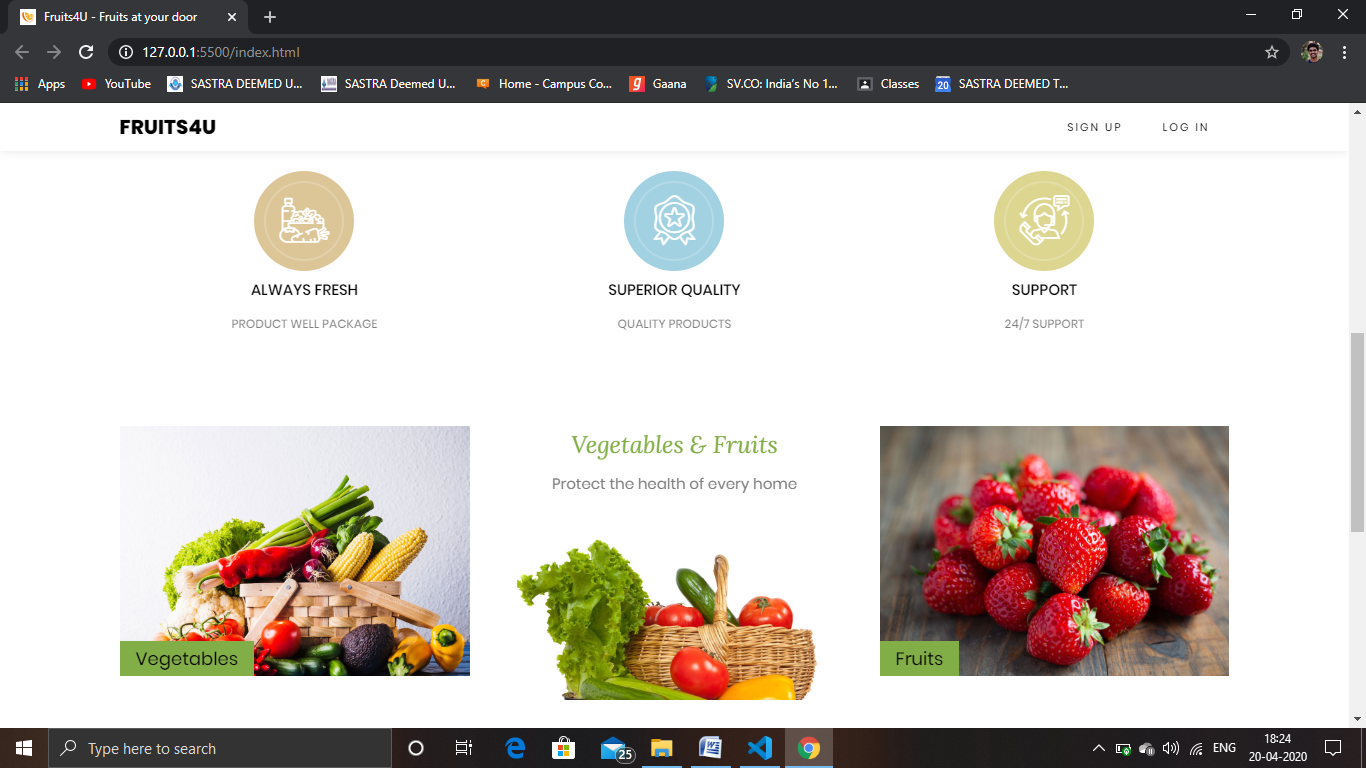 Fruits4U - Fruits at your door
127.0.0.1:5500/index.html
Apps YouTube SASTRA DEEMED U... SASTRA Deemed U... Home - Campus Co... Gaana SV.CO: India's No 1... Classes 20 SASTRA DEEMED T...
FRUITS4U SIGN UP LOG IN
ALWAYS FRESH SUPERIOR QUALITY SUPPORT
PRODUCT WELL PACKAGE QUALITY PRODUCTS 24/7 SUPPORT
Vegetables & Fruits
Protect the health of every home
Vegetables Fruits
Type here to search 25 ENG 18:24
20-04-2020